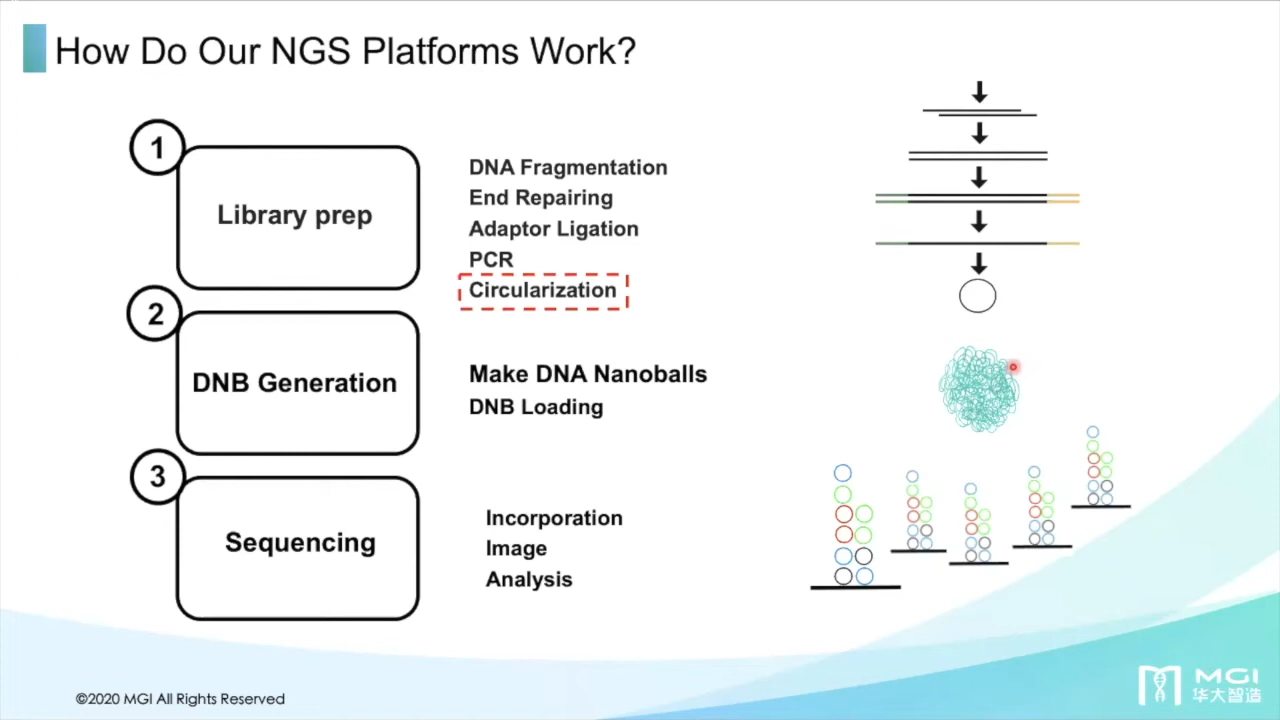 How Do Our NGS Platforms Work?
1
Library prep
DNA Fragmentation
End Repairing
Adaptor Ligation
PCR
Circularization
2
DNB Generation
Make DNA Nanoballs
DNB Loading
3
Sequencing
Incorporation
Image
Analysis
©2020 MGI All Rights Reserved
MGI
华大智造